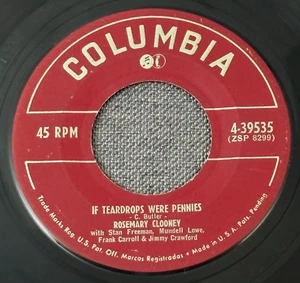 COLUMBIA
45 RPM
4-39535
(ZSP 8299)
IF TEARDROPS WERE PENNIES
- C. Butler -
ROSEMARY CLOONEY
with Stan Freeman, Mundell Lowe,
Frank Carroll & Jimmy Crawford
Trade Marks Reg. U.S. Pat. Off. Marcas Registradas • Made in U.S.A. Pats. Pending